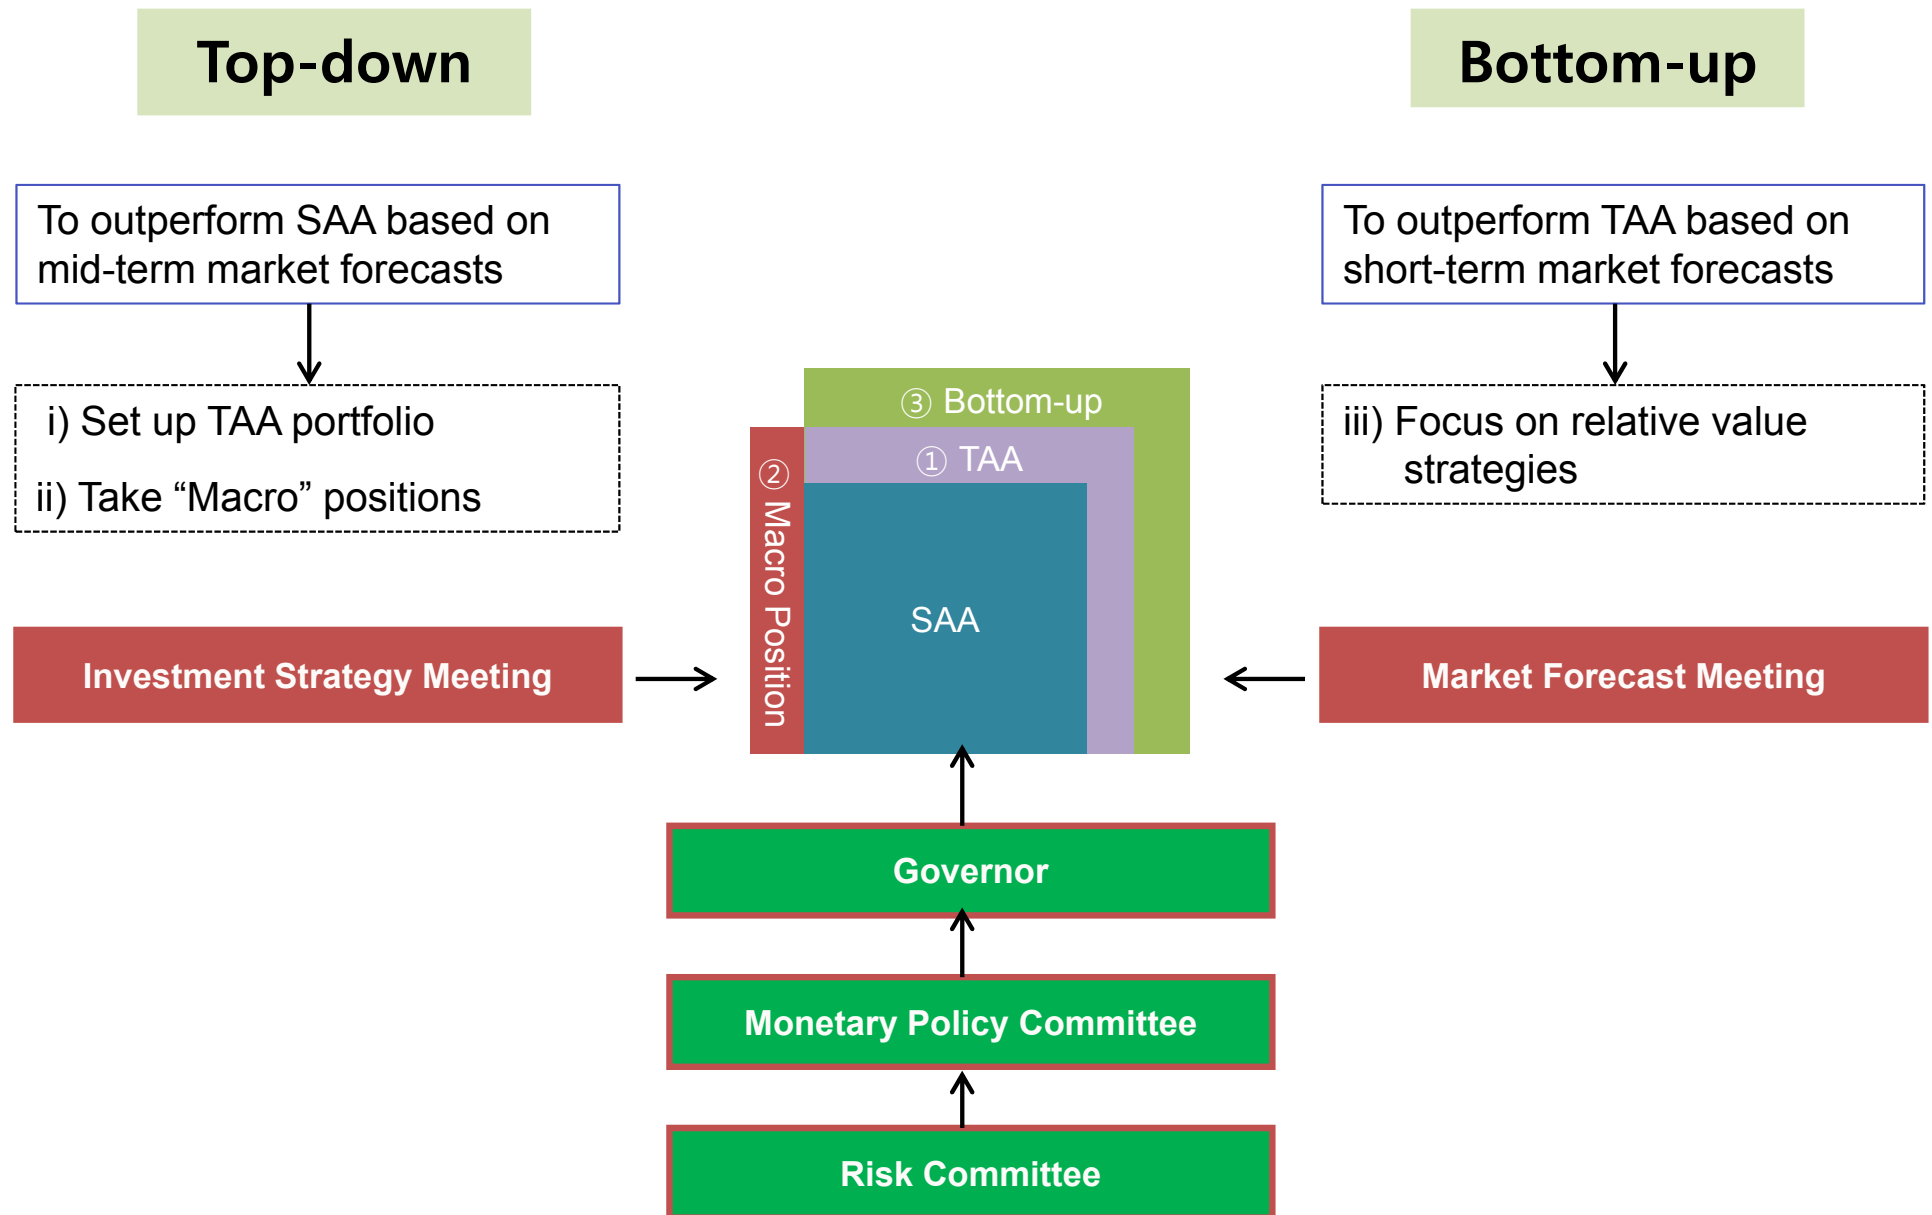 Top-down
Bottom-up
To outperform SAA based on
mid-term market forecasts
To outperform TAA based on
short-term market forecasts
i) Set up TAA portfolio
ii) Take “Macro” positions
iii) Focus on relative value
strategies
③ Bottom-up
① TAA
② Macro Position
SAA
Investment Strategy Meeting
Market Forecast Meeting
Governor
Monetary Policy Committee
Risk Committee